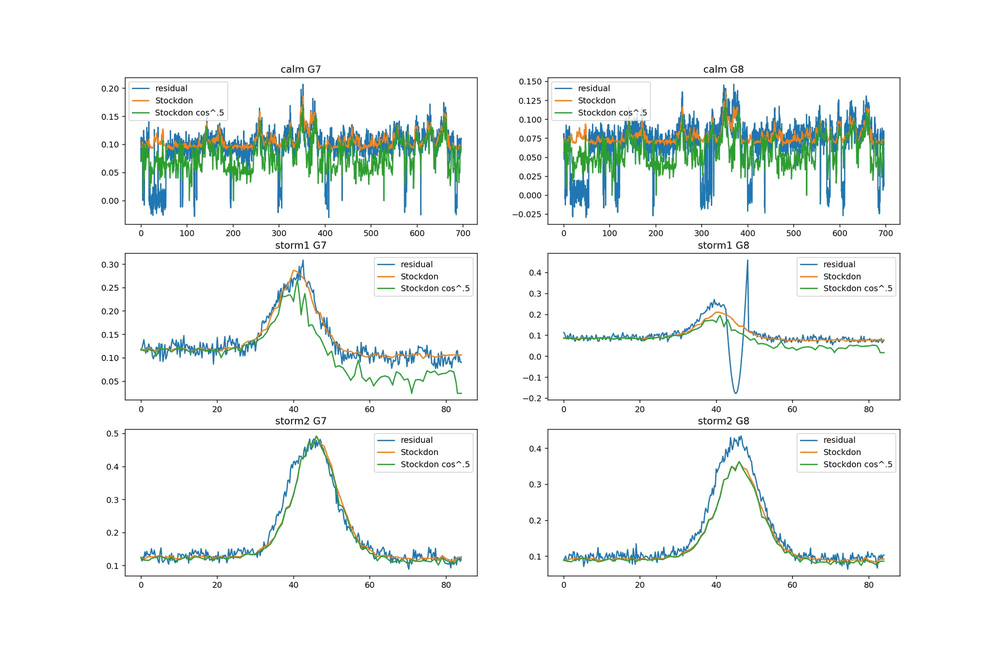 calm G7
0.20
0.15
0.10
0.05
0.00
residual
Stockdon
Stockdon cos^.5
0 100 200 300 400 500 600 700
calm G8
0.150
0.125
0.100
0.075
0.050
0.025
0.000
−0.025
residual
Stockdon
Stockdon cos^.5
0 100 200 300 400 500 600 700
storm1 G7
0.30
0.25
0.20
0.15
0.10
0.05
residual
Stockdon
Stockdon cos^.5
0 20 40 60 80
storm1 G8
0.4
0.3
0.2
0.1
0.0
−0.1
−0.2
residual
Stockdon
Stockdon cos^.5
0 20 40 60 80
storm2 G7
0.5
0.4
0.3
0.2
0.1
residual
Stockdon
Stockdon cos^.5
0 20 40 60 80
storm2 G8
0.4
0.3
0.2
0.1
residual
Stockdon
Stockdon cos^.5
0 20 40 60 80